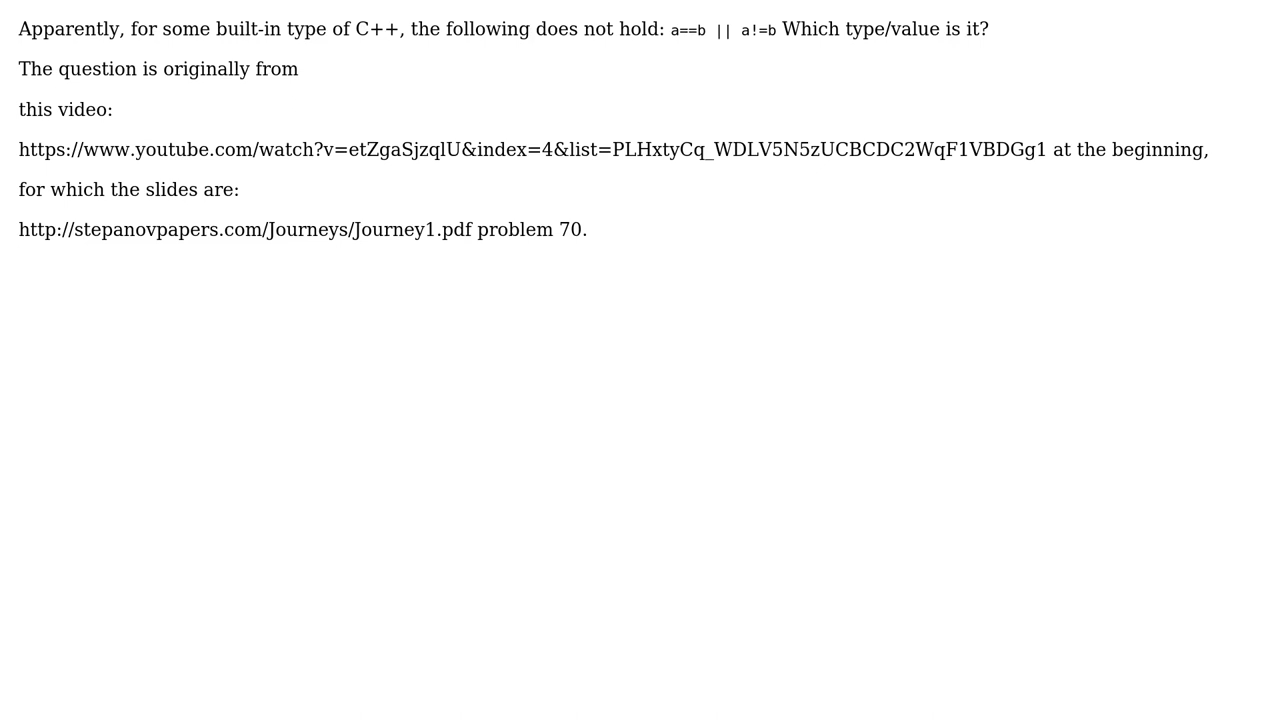 Apparently, for some built-in type of C++, the following does not hold: a==b || a!=b Which type/value is it?
The question is originally from
this video:
https://www.youtube.com/watch?v=etZgaSjzqlU&index=4&list=PLHxtyCq_WDLV5N5zUCBCDC2WqF1VBDGg1 at the beginning,
for which the slides are:
http://stepanovpapers.com/Journeys/Journey1.pdf problem 70.